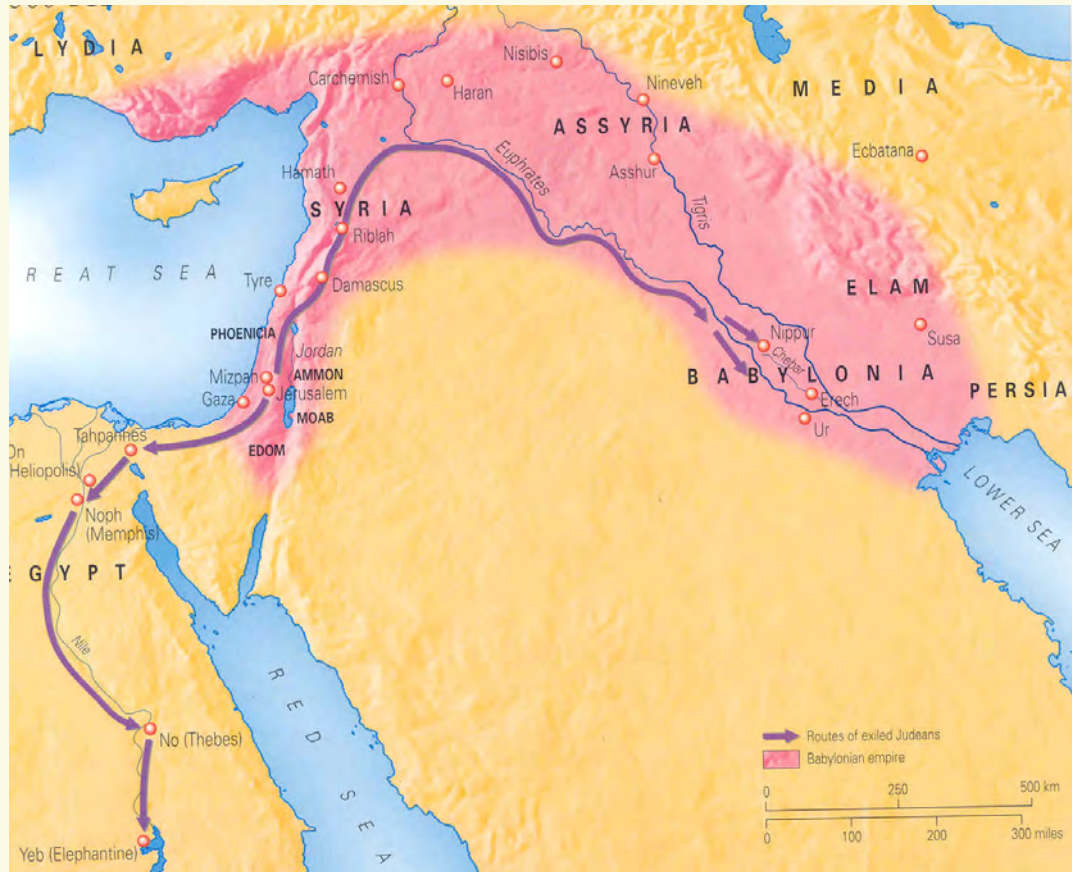 LYDIA
Nisibis
Carchemish
Haran
Nineveh
MEDIA
ASSYRIA
Ecbatana
Euphrates
Asshur
Hamath
Tigris
SYRIA
Riblah
REAT SEA
Tyre
Damascus
ELAM
PHOENICIA
Nippur
Susa
Jordan
Chebar
Mizpah
AMMON
BABYLONIA
Jerusalem
PERSIA
Gaza
Erech
MOAB
Ur
Tahpannes
EDOM
On
Heliopolis)
LOWER SEA
Noph
(Memphis)
EGYPT
Nile
RED SEA
No (Thebes)
Routes of exiled Judeans
Babylonian empire
0 250 500 km
0 100 200 300 miles
Yeb (Elephantine)